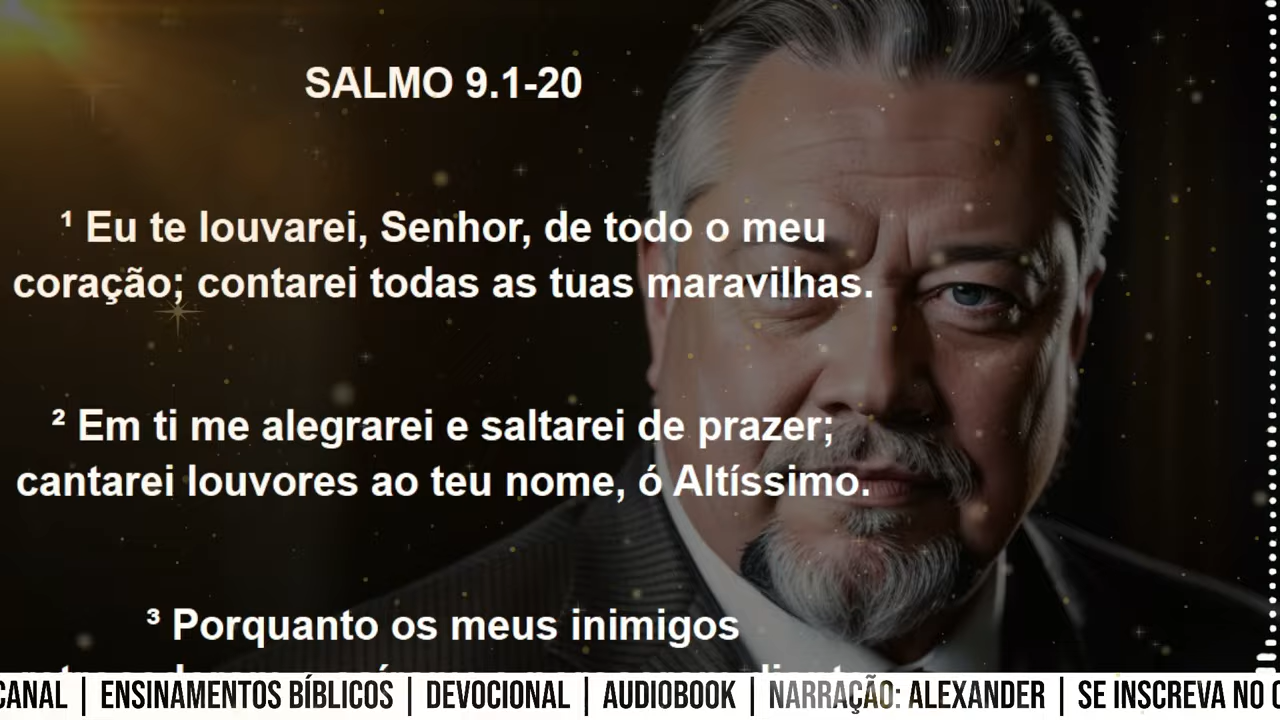 SALMO 9.1-20
¹ Eu te louvarei, Senhor, de todo o meu
coração; contarei todas as tuas maravilhas.
² Em ti me alegrarei e saltarei de prazer;
cantarei louvores ao teu nome, ó Altíssimo.
³ Porquanto os meus inimigos
CANAL | ENSINAMENTOS BÍBLICOS | DEVOCIONAL | AUDIOBOOK | NARRAÇÃO: ALEXANDER | SE INSCREVA NO